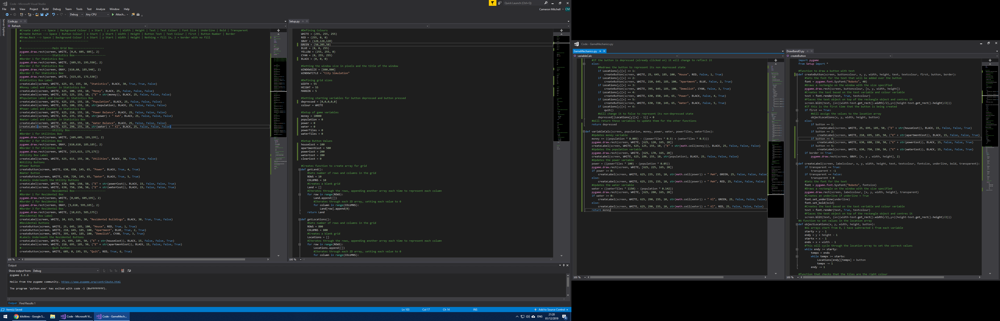 Code - Microsoft Visual Studio
Quick Launch (Ctrl+Q)
File Edit View Project Build Debug Team Tools Test Analyze Window Help
Cameron Mitchell CM
Debug Any CPU Attach...
Server Explorer
Code.py
Refresh
#Create Label --> Space | Background Colour | x Start | y Start | Width | Height | Text | Text Colour | Font Size | Underline | Bold | Transparent
#Create Button --> Space | Button Colour | x Start | y Start | Width | Height | Button Text | Text Colour | First | Button Number | Border
#Draw.Rect --> Space | Background Colour | x Start | y Start | Width | Height | Nothing = fill in, 2 = border with no fill
#-------------------------------------------
#--------------------Main Grid Box--------------------
pygame.draw.rect(screen, WHITE, [0,0, 605, 605], 2)
#--------------------Statistics Box--------------------
#Border 1 for Statistics Box
pygame.draw.rect(screen, WHITE, [605,55, 195,550], 2)
#Border 2 for Statistics Box
pygame.draw.rect(screen, GRAY, [610,60, 185,540], 2)
#Border 3 for Statistics Box
pygame.draw.rect(screen, WHITE, [615,65, 175,530])
#Statistics Box Label
createLabel(screen, WHITE, 625, 65, 155, 30, "Statistics", BLACK, 30, True, True, False)
#Money Label and Counter in Statistics Box
createLabel(screen, WHITE, 625, 100, 155, 10, "Money", BLACK, 25, False, False, False)
createLabel(screen, WHITE, 625, 125, 155, 10, ("£" + str(money)), BLACK, 25, False, False, False)
#Population Label and Counter in Statistics Box
createLabel(screen, WHITE, 625, 155, 155, 10, "Population", BLACK, 25, False, False, False)
createLabel(screen, WHITE, 625, 180, 155, 10, str(population), BLACK, 25, False, False, False)
#Power Label and Counter in Statistics Box
createLabel(screen, WHITE, 625, 210, 155, 10, "Power Balance", BLACK, 25, False, False, False)
createLabel(screen, WHITE, 625, 235, 155, 10, str(power) + " Kwh", BLACK, 25, False, False, False)
#Water Label and Counter in Statistics Box
createLabel(screen, WHITE, 625, 265, 155, 10, "Water Balance", BLACK, 25, False, False, False)
createLabel(screen, WHITE, 625, 290, 155, 10, str(water) + " Kl", BLACK, 25, False, False, False)
#--------------------Utility Box--------------------
#Border 1 for Utilities Box
pygame.draw.rect(screen, WHITE, [605,605, 195,195], 2)
#Border 2 for Utilities Box
pygame.draw.rect(screen, GRAY, [610,610, 185,185], 2)
#Border 3 for Utilities Box
pygame.draw.rect(screen, WHITE, [615,615, 175,175])
#Utility Box Label
createLabel(screen, WHITE, 625, 615, 155, 30, "Utilities", BLACK, 30, True, True, False)
#Utility Buttons
#Power Button
createButton(screen, WHITE, 630, 650, 145, 65, "Power", BLACK, True, 4, True)
#Water Button
createButton(screen, WHITE, 630, 720, 145, 65, "Water", BLACK, True, 5, True)
#Labels Underneath the Utility Buttons
createLabel(screen, WHITE, 630, 680, 150, 50, ("£" + str(powerCost)), BLACK, 15, False, False, True)
createLabel(screen, WHITE, 630, 750, 150, 50, ("£" + str(waterCost)), BLACK, 15, False, False, True)
#--------------------Residental Box--------------------
#Border 1 for Residental Box
pygame.draw.rect(screen, WHITE, [0,605, 605,195], 2)
#Border 2 for Residental Box
pygame.draw.rect(screen, GRAY, [5,610, 595,185], 2)
#Border 3 for Residental Box
pygame.draw.rect(screen, WHITE, [10,615, 585,175])
#Residental Box Label
createLabel(screen, WHITE, 10, 615, 585, 30, "Residental Buildings", BLACK, 30, True, True, False)
#Residental Buttons
createButton(screen, WHITE, 25, 645, 185, 100, "House", RED, True, 1, True)
createButton(screen, WHITE, 210, 645, 185, 100, "Apartment", BLUE, True, 2, True)
createButton(screen, WHITE, 395, 645, 185, 100, "Demolish", CYAN, True, 3, True)
#Labels Underneath the Residental Buttons
createLabel(screen, WHITE, 25, 695, 185, 50, ("£" + str(houseCost)), BLACK, 15, False, False, True)
createLabel(screen, WHITE, 210, 695, 185, 50, ("£" + str(apartmentCost)), BLACK, 15, False, False, True)
#--------------------Quit Button--------------------
createButton(screen, WHITE, 605, 0, 195, 55, "Quit", RED, True, 6, True)
100 %
Setup.py
#Defining Colours
WHITE = (255, 255, 255)
RED = (255, 0, 0)
GRAY = (128,128,128)
GREEN = (50,205,50)
BLUE = (0, 0, 255)
YELLOW = (255, 255, 0)
CYAN = (0, 255, 255)
BLACK = (0, 0, 0)
#Setting the window size in pixels and the title of the window
WINDOWSIZE = [800,800]
WINDOWTITLE = "City Simulation"
#Defining grid sizes
WIDTH = 55
HEIGHT = 55
MARGIN = 5
#Setting starting variables for button depressed and button pressed
depressed = [0,0,0,0,0]
colour = WHITE
#Setup of game variables
money = 10000
population = 0
power = 0
water = 0
powerTiles = 0
waterTiles = 0
#Setup Button Values
houseCost = 100
apartmentCost = 500
powerCost = 200
waterCost = 200
clearCost = 0
#Creates function to create array for grid
def getLand():
#Sets number of rows and columns in the grid
ROWS = 10
COLUMNS = 10
#Creates a blank grid
Land = []
#Iterates through the rows, appending another array each time to represent each column
for row in range(ROWS):
Land.append([])
#Iterates through each 2D array, setting each value to 0
for column in range(COLUMNS):
Land[row].append(0)
return Land
def getLocations():
#Sets number of rows and columns in the grid
ROWS = 800
COLUMNS = 800
#Creates a blank grid
Locations = []
#Iterates through the rows, appending another array each time to represent each column
for row in range(ROWS):
Locations.append([])
#Iterates through each 2D array, setting each value to 0
for column in range(COLUMNS):
100 %
Output
Show output from: Debug
pygame 1.9.6
Hello from the pygame community. https://www.pygame.org/contribute.html
The program 'python.exe' has exited with code -1 (0xffffffff).
Output Find Results 1
Item(s) Saved Ln 103 Col 17 Ch 14 INS Add to Source Control
kilolitres - Google S... Code - Microsoft Vi... Code - GameMech...
ENG 21:20 01/12/2019 4
Code - GameMechanics.py
GameMechanics.py
variableCalc
#If the button is depressed (already clicked on) it will change to reflect it
else:
#Redraws the button to represent its non depressed state
if Locations[y][x] == 1:
createButton(screen, WHITE, 25, 645, 185, 100, "House", RED, False, 1, True)
if Locations[y][x] == 2:
createButton(screen, WHITE, 210, 645, 185, 100, "Apartment", BLUE, False, 2, True)
if Locations[y][x] == 3:
createButton(screen, WHITE, 395, 645, 185, 100, "Demolish", CYAN, False, 3, True)
if Locations[y][x] == 4:
createButton(screen, WHITE, 630, 650, 145, 65, "Power", BLACK, False, 4, True)
if Locations[y][x] == 5:
createButton(screen, WHITE, 630, 720, 145, 65, "Water", BLACK, False, 5, True)
if Locations[y][x] == 6:
quit()
#Will change it to false to represent its non-depressed state
depressed[(Locations[y][x] - 1)] = 0
#Will return these variables to update them for the other functions
return depressed
def variableCalc(screen, population, money, power, water, powerTiles, waterTiles):
#Updates money variable
money += ((population * 0.005) - ((powerTiles * 0.5) + (waterTiles * 0.5)))
pygame.draw.rect(screen, WHITE, [625, 120, 165, 20])
createLabel(screen, WHITE, 625, 125, 155, 10, ("£" + str(math.ceil(money))), BLACK, 25, False, False, False)
#Updates the population variable
pygame.draw.rect(screen, WHITE, [625, 170, 165, 20])
createLabel(screen, WHITE, 625, 180, 155, 10, str(population), BLACK, 25, False, False, False)
#Updates the power variable
power = ((powerTiles * 100) - (population * 0.05))
pygame.draw.rect(screen, WHITE, [625, 225, 165, 20])
if power >= 0:
createLabel(screen, WHITE, 625, 235, 155, 10, str(math.ceil(power)) + " Mwh", GREEN, 25, False, False, False)
else:
createLabel(screen, WHITE, 625, 235, 155, 10, str(math.ceil(power)) + " Mwh", RED, 25, False, False, False)
#Updates the water variable
water = ((waterTiles * 1150) - (population * 0.142))
pygame.draw.rect(screen, WHITE, [625, 280, 165, 20])
if water >= 0:
createLabel(screen, WHITE, 625, 290, 155, 10, str(math.ceil(water)) + " Kl", GREEN, 25, False, False, False)
else:
createLabel(screen, WHITE, 625, 290, 155, 10, str(math.ceil(water)) + " Kl", RED, 25, False, False, False)
return money
100 %
DrawBandO.py
createButton
import pygame
from Setup import *
#function to draw a button with text
def createButton(screen, buttoncolour, x, y, width, height, text, textcolour, first, button, border):
#Sets the font for the text that will be added over the button
font = pygame.font.SysFont("Roboto", 40)
#Draws a rectangle on the window with the size specified
pygame.draw.rect(screen, buttoncolour, [x, y, width, height])
#Creates the text based on the text variable and colour variable
text = font.render(text, True, textcolour)
#Places the text object on top of the rectangle object and centres it
screen.blit(text, (x+((width-text.get_rect().width)/2),y+((height-text.get_rect().height)/2)))
#If this is the first time that the button is being created
if first == True:
#Will assign the values to the location array
objectLocations(x, y, width, height, button)
else:
if button == 1:
createLabel(screen, WHITE, 25, 695, 185, 50, ("£" + str(houseCost)), BLACK, 15, False, False, True)
if button == 2:
createLabel(screen, WHITE, 210, 695, 185, 50, ("£" + str(apartmentCost)), BLACK, 15, False, False, True)
if button == 4:
createLabel(screen, WHITE, 630, 680, 150, 50, ("£" + str(powerCost)), BLACK, 15, False, False, True)
if button == 5:
createLabel(screen, WHITE, 630, 750, 150, 50, ("£" + str(waterCost)), BLACK, 15, False, False, True)
if border == True:
pygame.draw.rect(screen, GRAY, [x, y , width, height], 2)
def createLabel(screen, labelcolour, x, y, width, height, text, textcolour, fontsize, underline, bold, transparent):
if transparent == True:
transparent = -1
if transparent == False:
transparent = 0
#Sets the font for the text
font = pygame.font.SysFont("Roboto", fontsize)
#Draws a rectangle on the window with the size specified
pygame.draw.rect(screen, labelcolour, [x, y, width, height], transparent)
#Creates an underline if underline = True
font.set_underline(underline)
font.set_bold(bold)
#Creates the text based on the text variable and colour variable
text = font.render(text, True, textcolour)
#Places the text object on top of the rectangle object and centres it
screen.blit(text, (x+((width-text.get_rect().width)/2),y+((height-text.get_rect().height)/2)))
#A function to set values in the location array
def objectLocations(x, y, width, height, button):
#As arrays start from 0, I have subtracted 1 from each variable
starty = y - 1
endy = y + height - 1
startx = x - 1
endx = x + width - 1
#This will cycle through the location array to set the correct values
while endy >= starty:
tempx = endx
while tempx >= startx:
Locations[endy][tempx] = button
tempx -= 1
endy -= 1
#function that checks that the tiles are the right colour
100 %